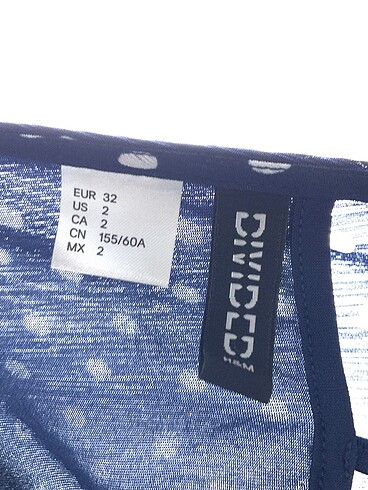 EUR 32
US 2
CA 2
CN 155/60A
MX 2
DIVIDED
H&M